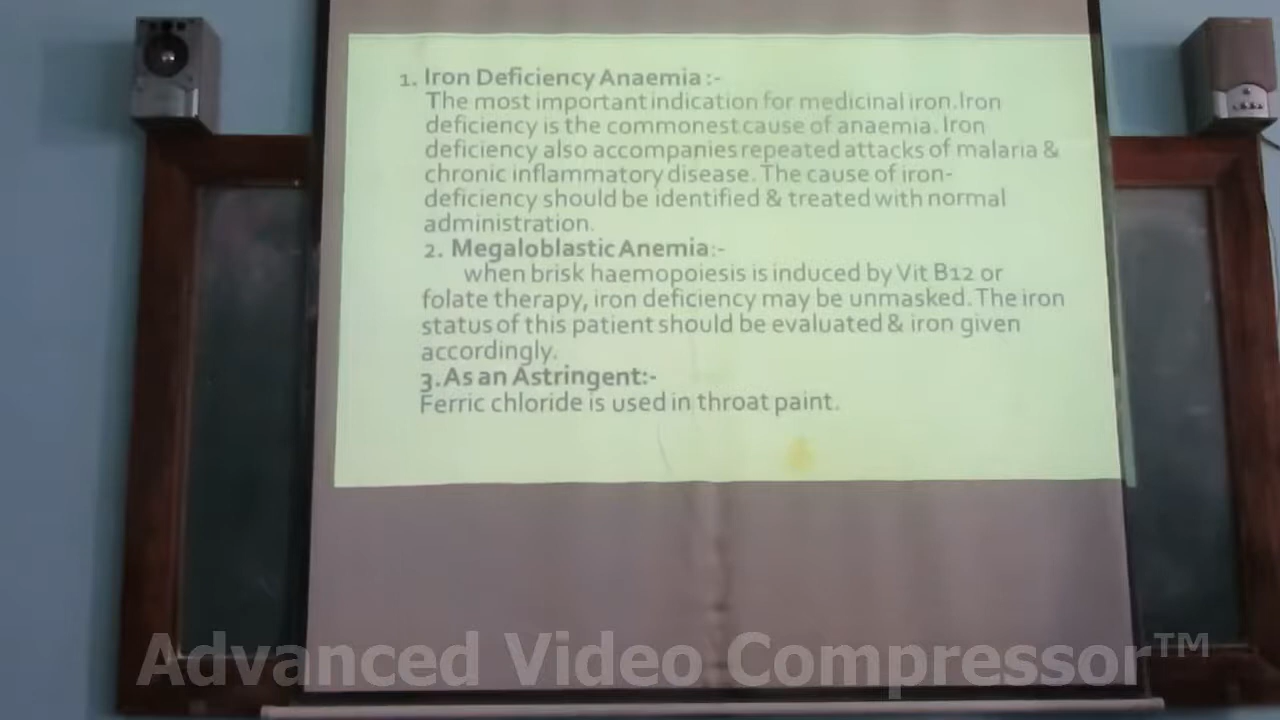 1. Iron Deficiency Anaemia :-
The most important indication for medicinal iron.Iron
deficiency is the commonest cause of anaemia. Iron
deficiency also accompanies repeated attacks of malaria &
chronic inflammatory disease. The cause of iron-
deficiency should be identified & treated with normal
administration.
2. Megaloblastic Anemia:-
when brisk haemopoiesis is induced by Vit B12 or
folate therapy, iron deficiency may be unmasked. The iron
status of this patient should be evaluated & iron given
accordingly.
3.As an Astringent:-
Ferric chloride is used in throat paint.
Advanced Video Compressor™